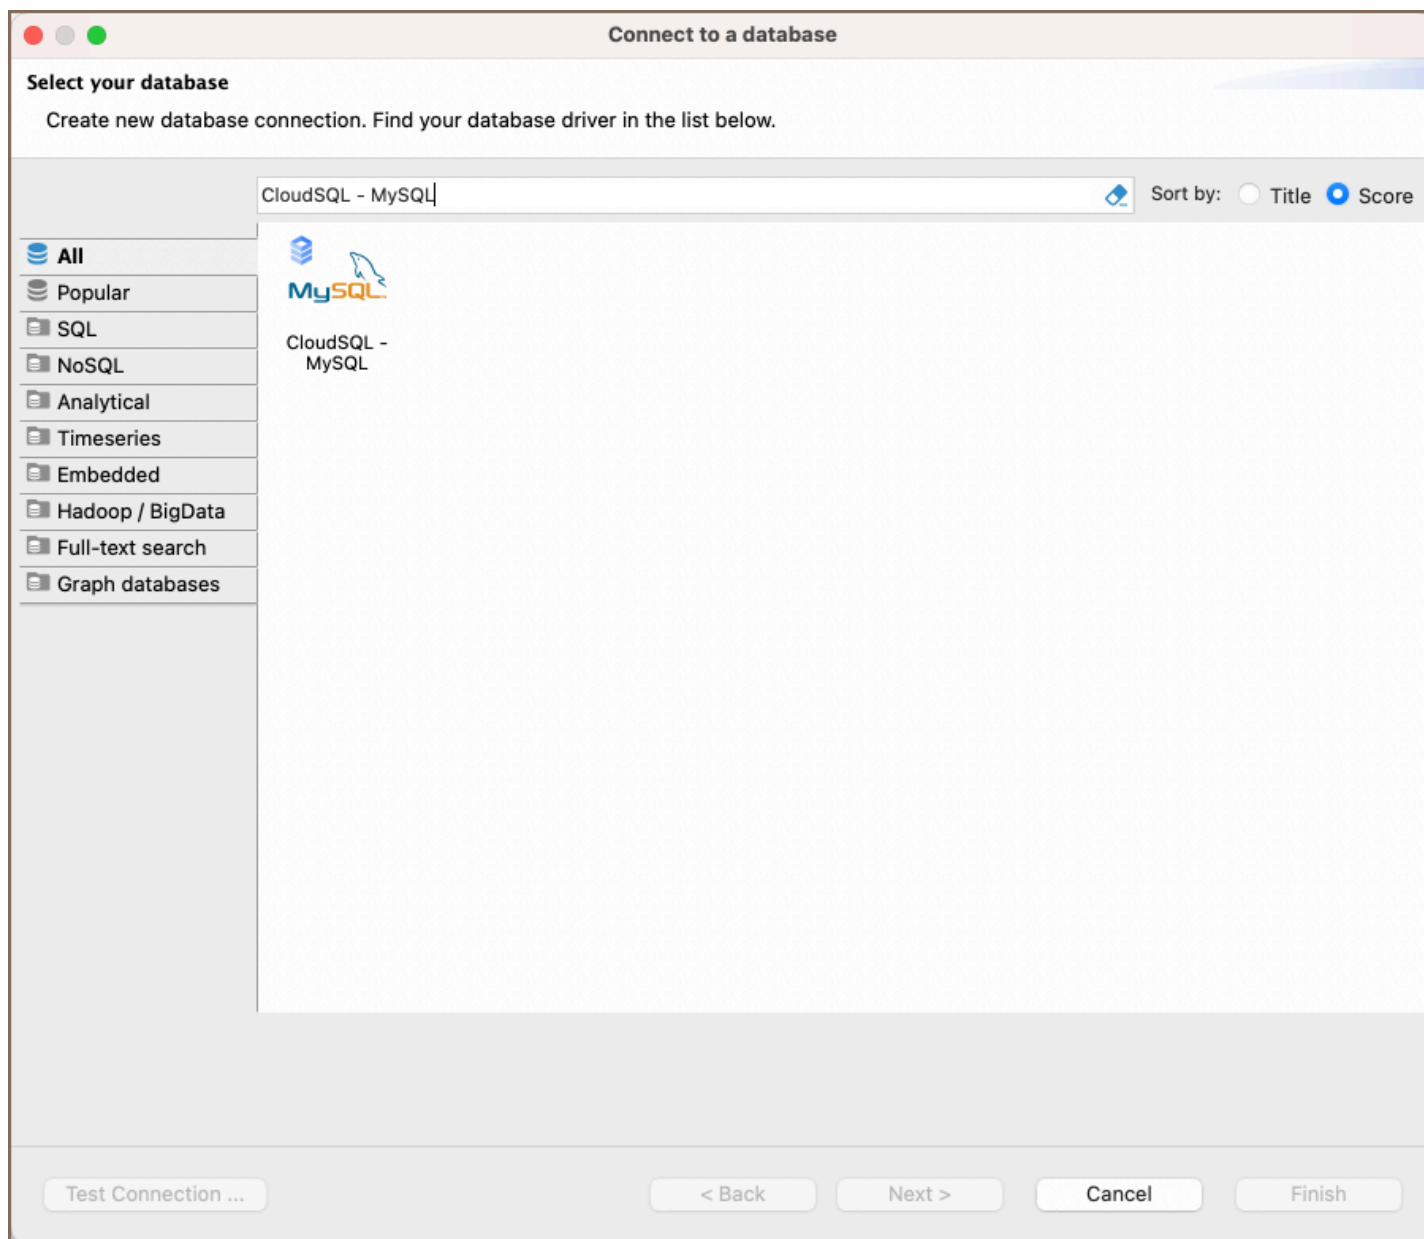 Connect to a database
Select your database
Create new database connection. Find your database driver in the list below.
CloudSQL - MySQL
Sort by:
Title
Score
All
Popular
SQL
NoSQL
Analytical
Timeseries
Embedded
Hadoop / BigData
Full-text search
Graph databases
MySQL
CloudSQL -
MySQL
Test Connection ...
< Back
Next >
Cancel
Finish